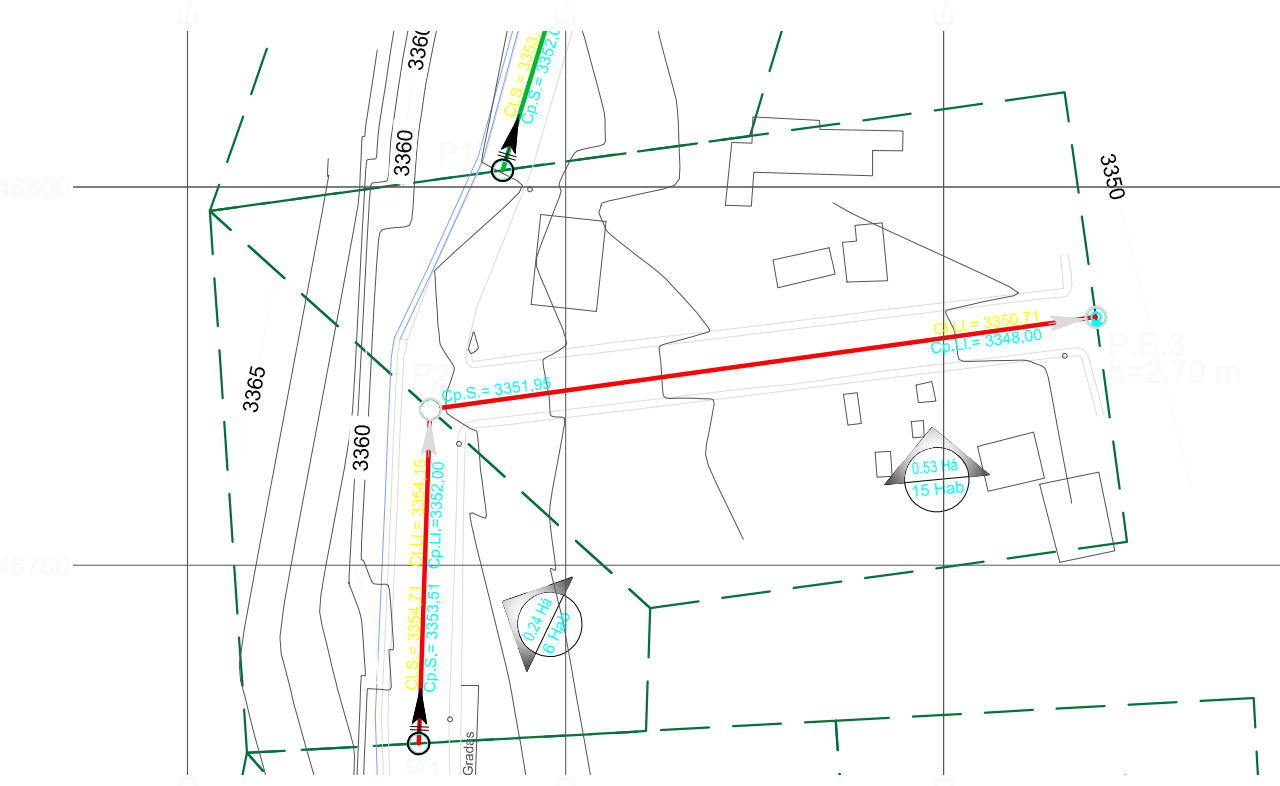 E-
E-
E-
3360
Ct.S.= 3353,
Cp.S.= 3352,0
3360
P1
3350
46800
Ct.Ll.= 3350,71
Cp.Ll.= 3348,00
P.E.3
h=2,70 m
P2
Cp.S.= 3351,95
3365
3360
0.53 Há
15 Hab
Ct.Ll.= 3354,15
Cp.Ll.=3352,00
46750
Ct.S.= 3354,71
Cp.S.= 3353,51
0.24 Há
6 Hab
Gradas
P1